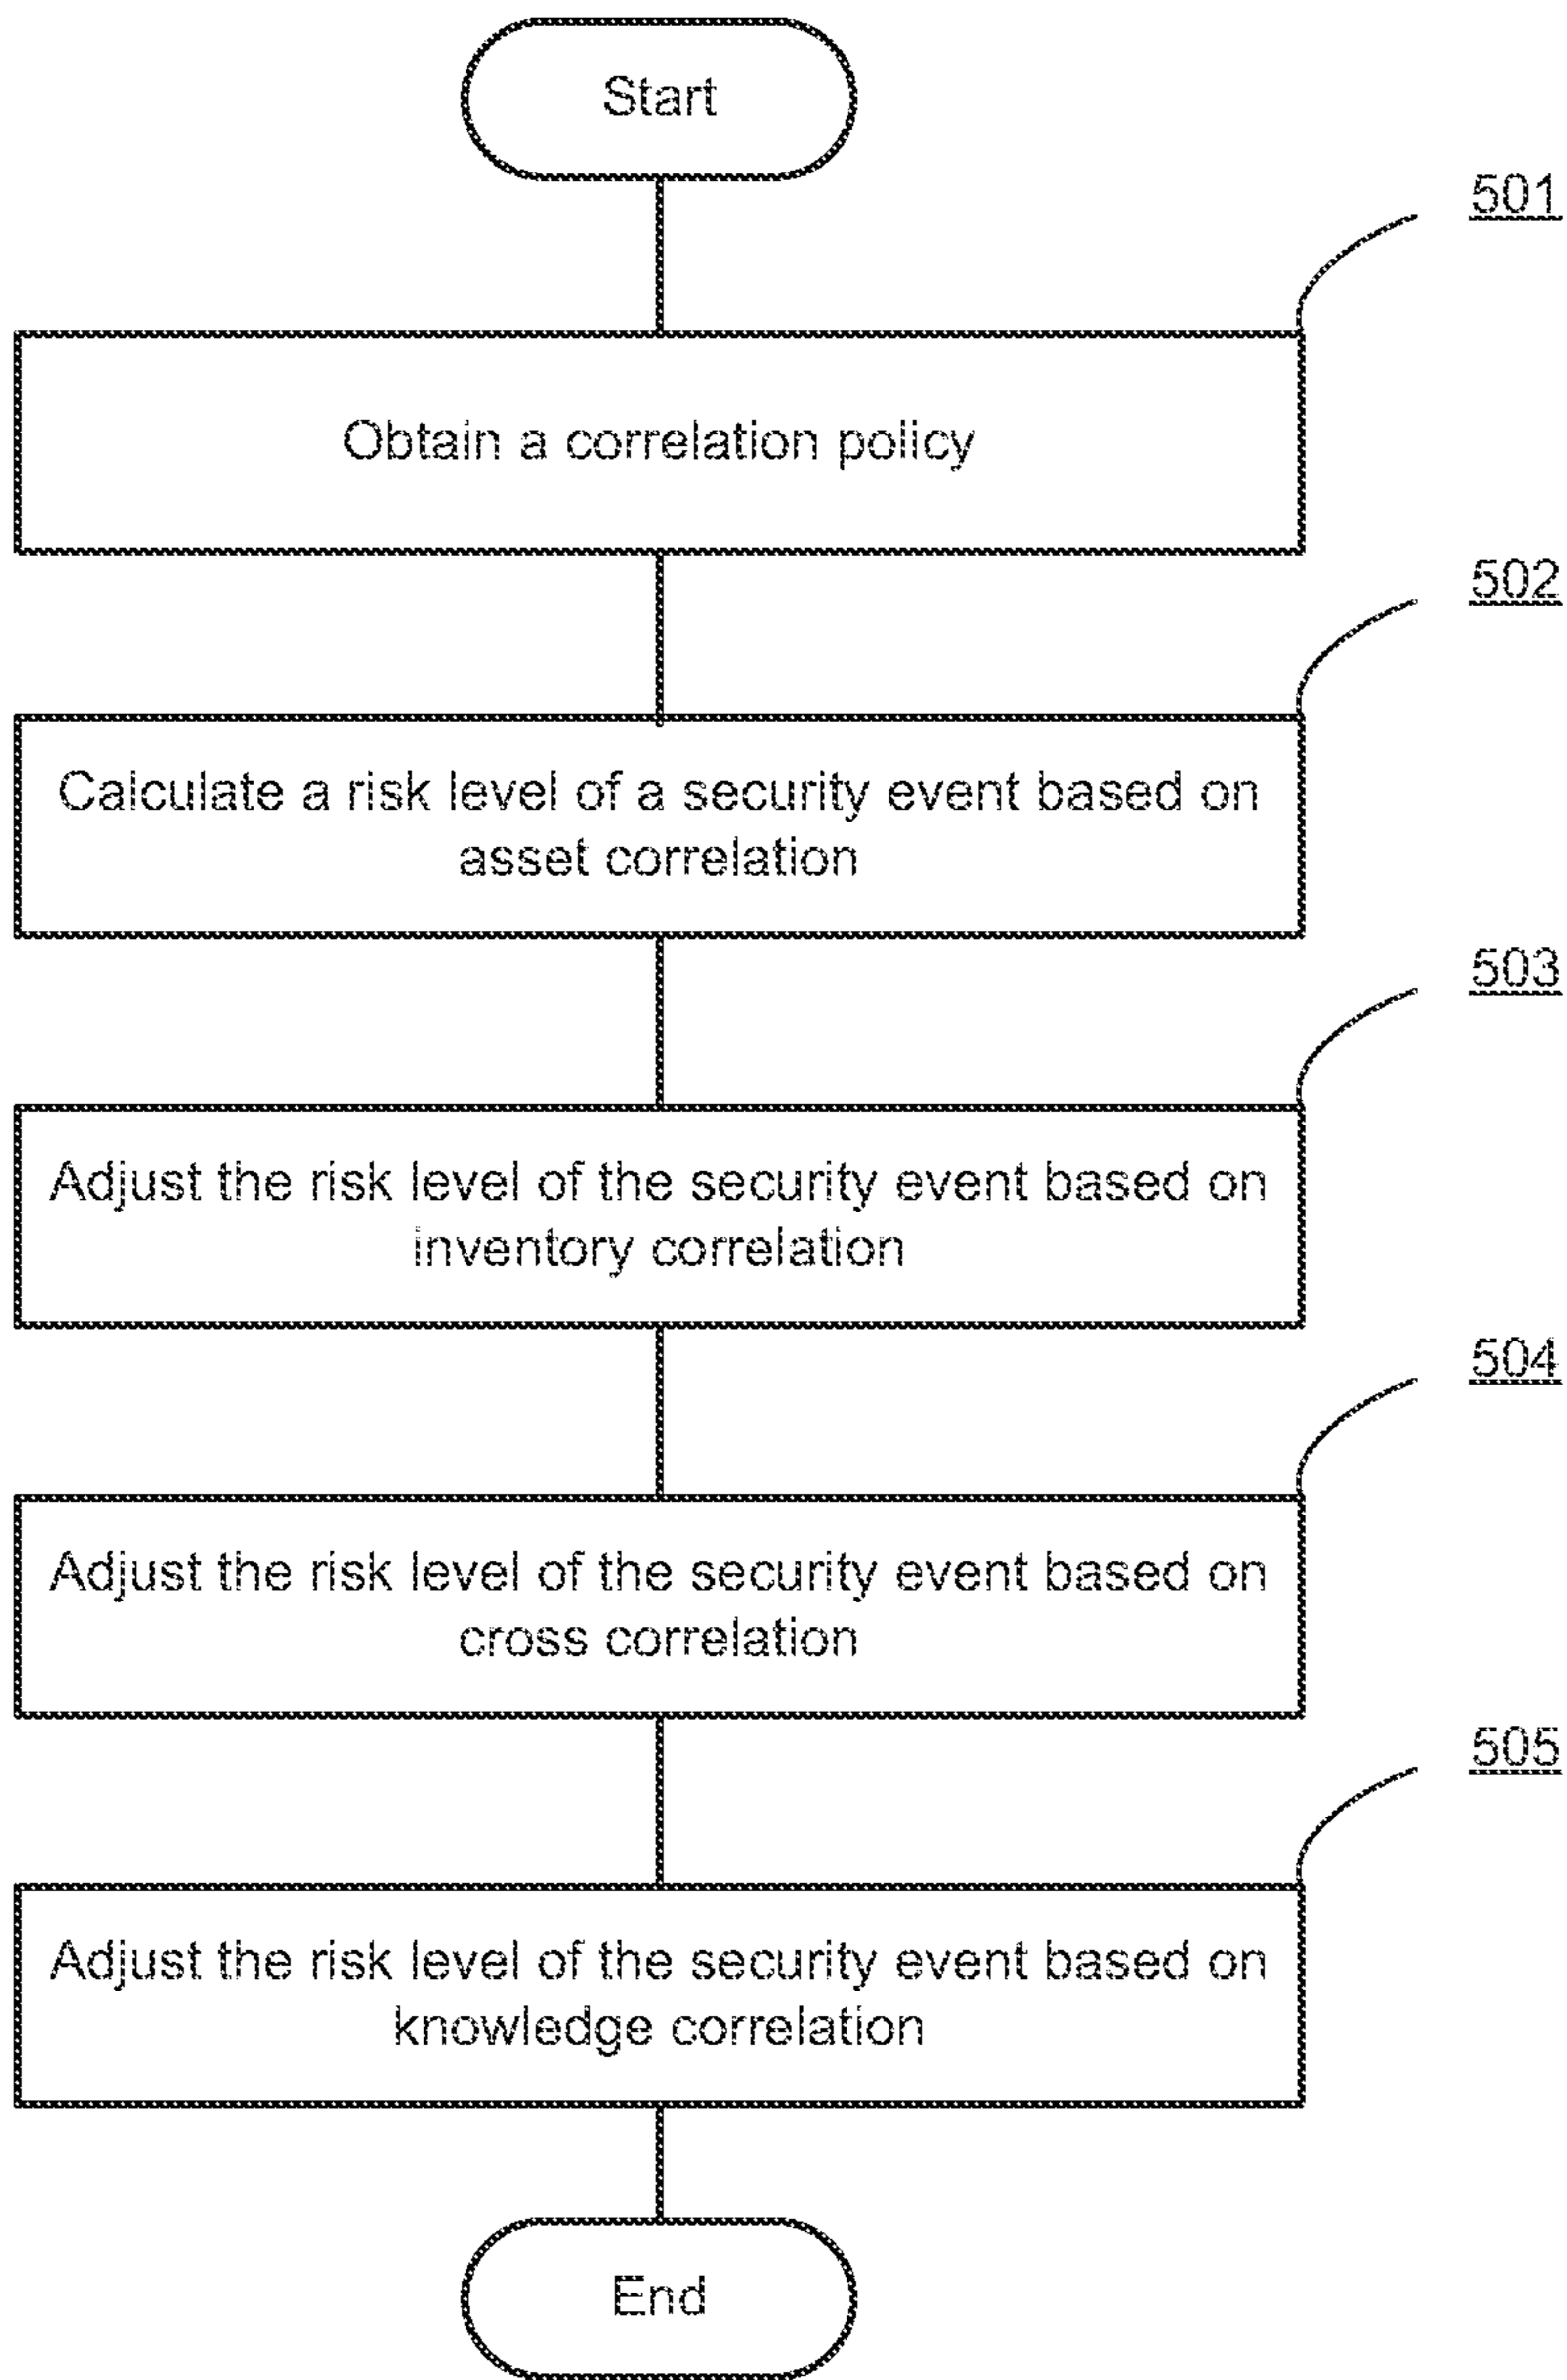 Start
501
Obtain a correlation policy
502
Calculate a risk level of a security event based on
asset correlation
503
Adjust the risk level of the security event based on
inventory correlation
504
Adjust the risk level of the security event based on
cross correlation
505
Adjust the risk level of the security event based on
knowledge correlation
End